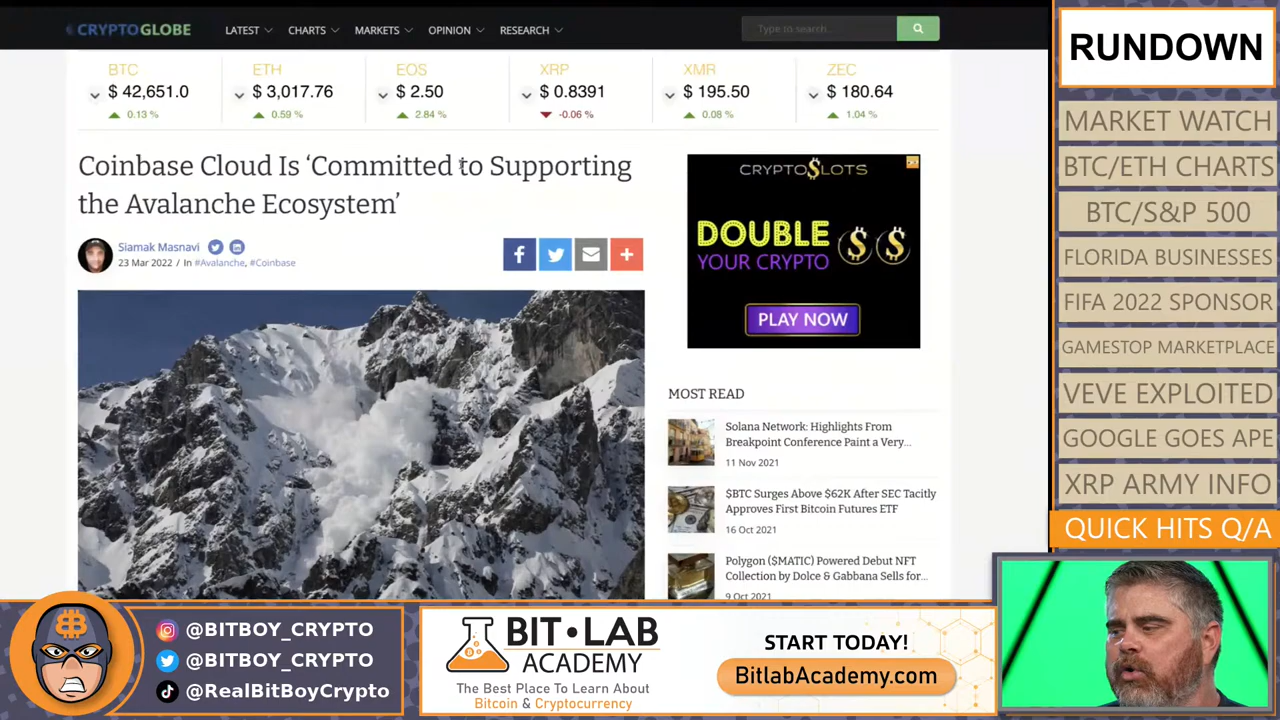 CRYPTOGLOBE
LATEST CHARTS MARKETS OPINION RESEARCH
Type to search...
BTC ETH EOS XRP XMR ZEC
$ 42,651.0 $ 3,017.76 $ 2.50 $ 0.8391 $ 195.50 $ 180.64
0.13 % 0.59 % 2.84 % -0.06 % 0.08 % 1.04 %
Coinbase Cloud Is ‘Committed to Supporting
the Avalanche Ecosystem’
Siamak Masnavi
23 Mar 2022 / In #Avalanche, #Coinbase
CRYPTOSLOTS
DOUBLE
YOUR CRYPTO
PLAY NOW
MOST READ
Solana Network: Highlights From
Breakpoint Conference Paint a Very...
11 Nov 2021
$BTC Surges Above $62K After SEC Tacitly
Approves First Bitcoin Futures ETF
16 Oct 2021
Polygon ($MATIC) Powered Debut NFT
Collection by Dolce & Gabbana Sells for...
9 Oct 2021
RUNDOWN
MARKET WATCH
BTC/ETH CHARTS
BTC/S&P 500
FLORIDA BUSINESSES
FIFA 2022 SPONSOR
GAMESTOP MARKETPLACE
VEVE EXPLOITED
GOOGLE GOES APE
XRP ARMY INFO
QUICK HITS Q/A
@BITBOY_CRYPTO
@BITBOY_CRYPTO
@RealBitBoyCrypto
BIT•LAB
ACADEMY
The Best Place To Learn About
Bitcoin & Cryptocurrency
START TODAY!
BitlabAcademy.com